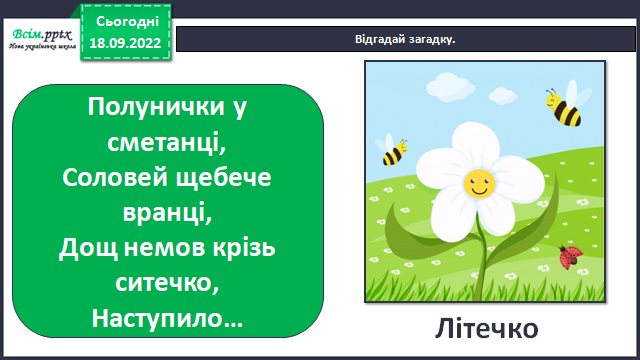 Всім.pptx
Нова українська школа
Сьогодні
18.09.2022
Відгадай загадку.
Полунички у
сметанці,
Соловей щебече
вранці,
Дощ немов крізь
ситечко,
Наступило…
Літечко